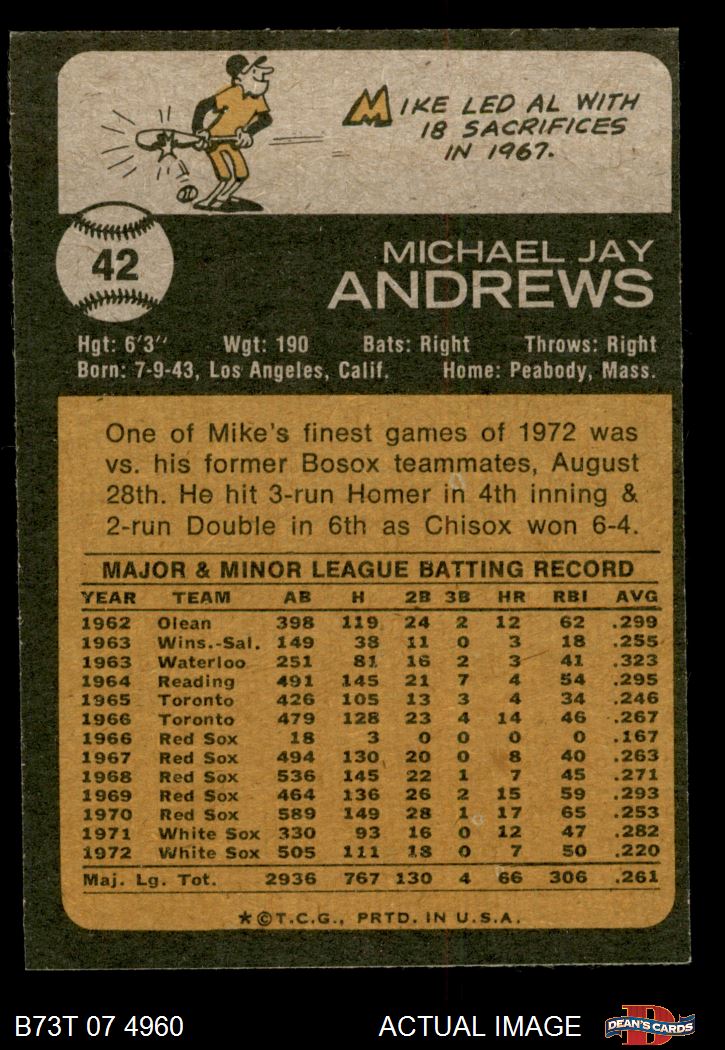 MIKE LED AL WITH
18 SACRIFICES
IN 1967.
42
MICHAEL JAY
ANDREWS
Hgt: 6'3" Wgt: 190 Bats: Right Throws: Right
Born: 7-9-43, Los Angeles, Calif. Home: Peabody, Mass.
One of Mike's finest games of 1972 was
vs. his former Bosox teammates, August
28th. He hit 3-run Homer in 4th inning &
2-run Double in 6th as Chisox won 6-4.
MAJOR & MINOR LEAGUE BATTING RECORD
YEAR TEAM AB H 2B 3B HR RBI AVG
1962 Olean 398 119 24 2 12 62 .299
1963 Wins.-Sal. 149 38 11 0 3 18 .255
1963 Waterloo 251 81 16 2 3 41 .323
1964 Reading 491 145 21 7 4 54 .295
1965 Toronto 426 105 13 3 4 34 .246
1966 Toronto 479 128 23 4 14 46 .267
1966 Red Sox 18 3 0 0 0 0 .167
1967 Red Sox 494 130 20 0 8 40 .263
1968 Red Sox 536 145 22 1 7 45 .271
1969 Red Sox 464 136 26 2 15 59 .293
1970 Red Sox 589 149 28 1 17 65 .253
1971 White Sox 330 93 16 0 12 47 .282
1972 White Sox 505 111 18 0 7 50 .220
Maj. Lg. Tot. 2936 767 130 4 66 306 .261
★©T.C.G., PRTD. IN U.S.A.
B73T 07 4960 ACTUAL IMAGE D DEAN'S CARDS